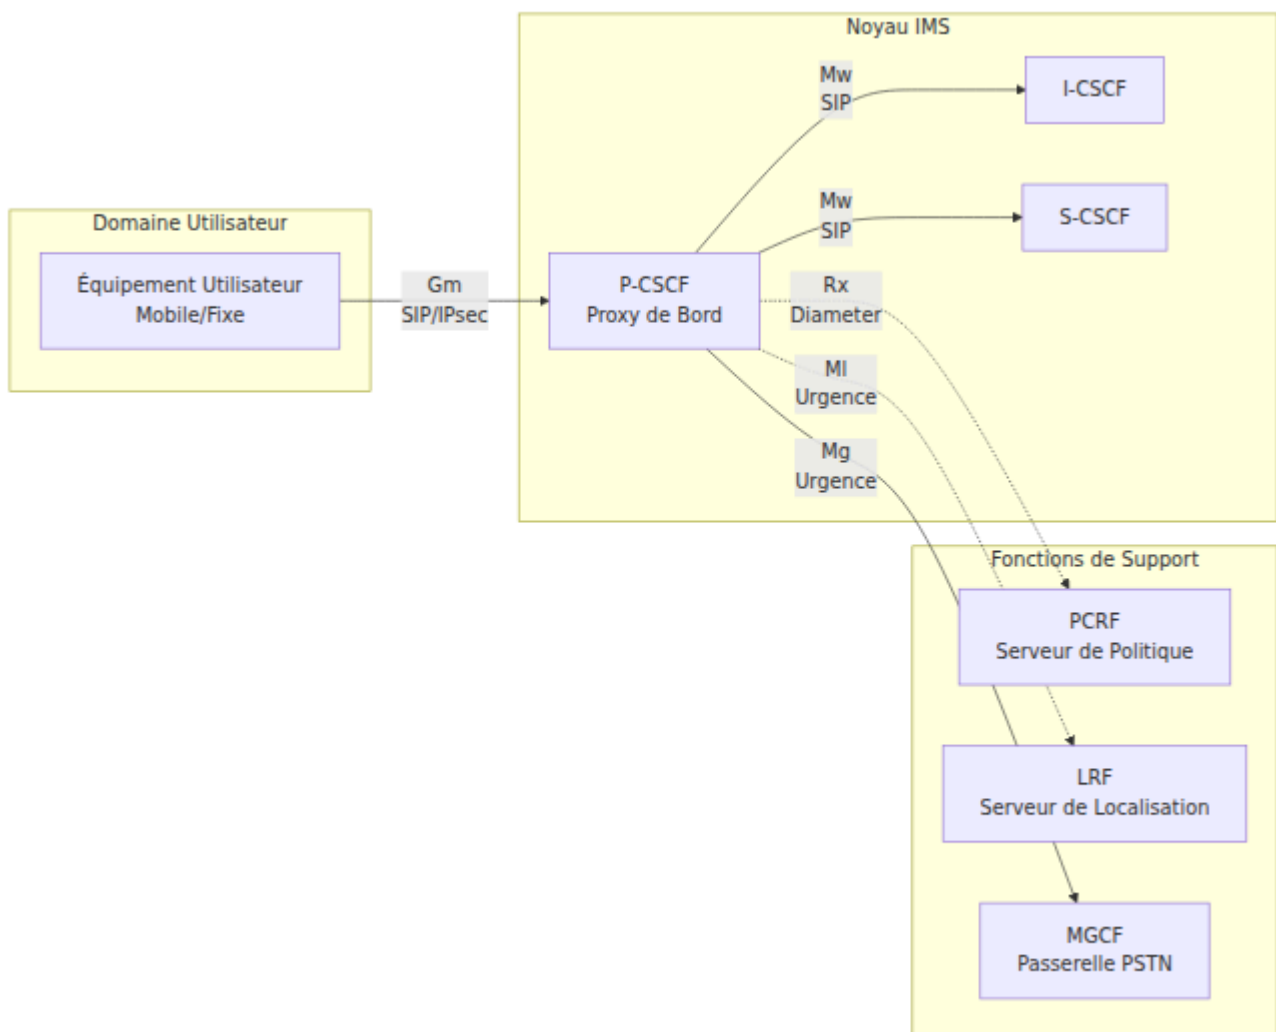 Noyau IMS
Mw
SIP
I-CSCF
Mw
SIP
S-CSCF
Domaine Utilisateur
Équipement Utilisateur
Mobile/Fixe
Gm
SIP/IPsec
P-CSCF
Proxy de Bord
Rx
Diameter
Ml
Urgence
Mg
Urgence
Fonctions de Support
PCRF
Serveur de Politique
LRF
Serveur de Localisation
MGCF
Passerelle PSTN